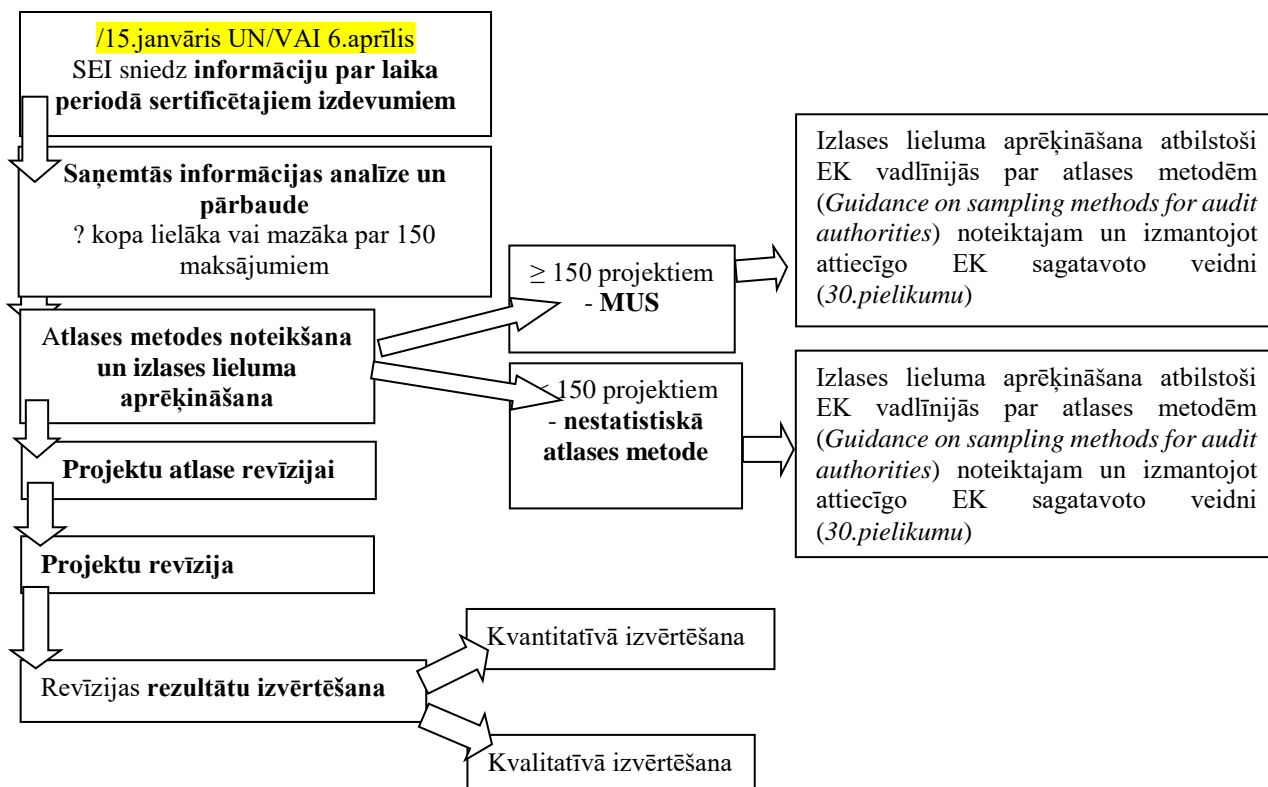 /15.janvāris UN/VAI 6.aprīlis
SEI sniedz informāciju par laika
periodā sertificētajiem izdevumiem
Saņemtās informācijas analīze un
pārbaude
? kopa lielāka vai mazāka par 150
maksājumiem
Atlases metodes noteikšana
un izlases lieluma
aprēķināšana
Projektu atlase revīzijai
Projektu revīzija
Revīzijas rezultātu izvērtēšana
≥ 150 projektiem
- MUS
150 projektiem
- nestatistiskā
atlases metode
Izlases lieluma aprēķināšana atbilstoši
EK vadlīnijās par atlases metodēm
(Guidance on sampling methods for audit
authorities) noteiktajam un izmantojot
attiecīgo EK sagatavoto veidni
(30.pielikumu)
Izlases lieluma aprēķināšana atbilstoši
EK vadlīnijās par atlases metodēm
(Guidance on sampling methods for audit
authorities) noteiktajam un izmantojot
attiecīgo EK sagatavoto veidni
(30.pielikumu)
Kvantitatīvā izvērtēšana
Kvalitatīvā izvērtēšana